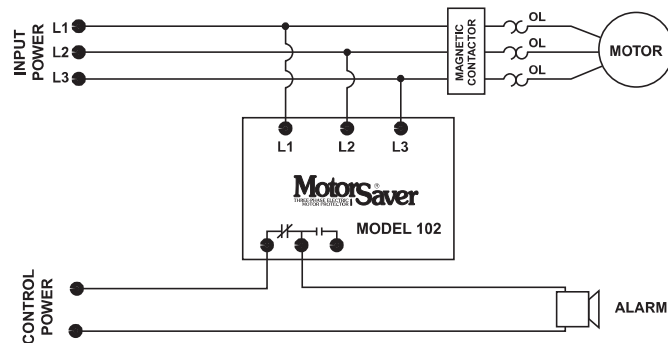 INPUT
POWER
L1
L2
L3
MAGNETIC
CONTACTOR
OL
OL
OL
MOTOR
L1
L2
L3
MotorSaver®
THREE-PHASE ELECTRIC
MOTOR PROTECTOR
MODEL 102
CONTROL
POWER
ALARM